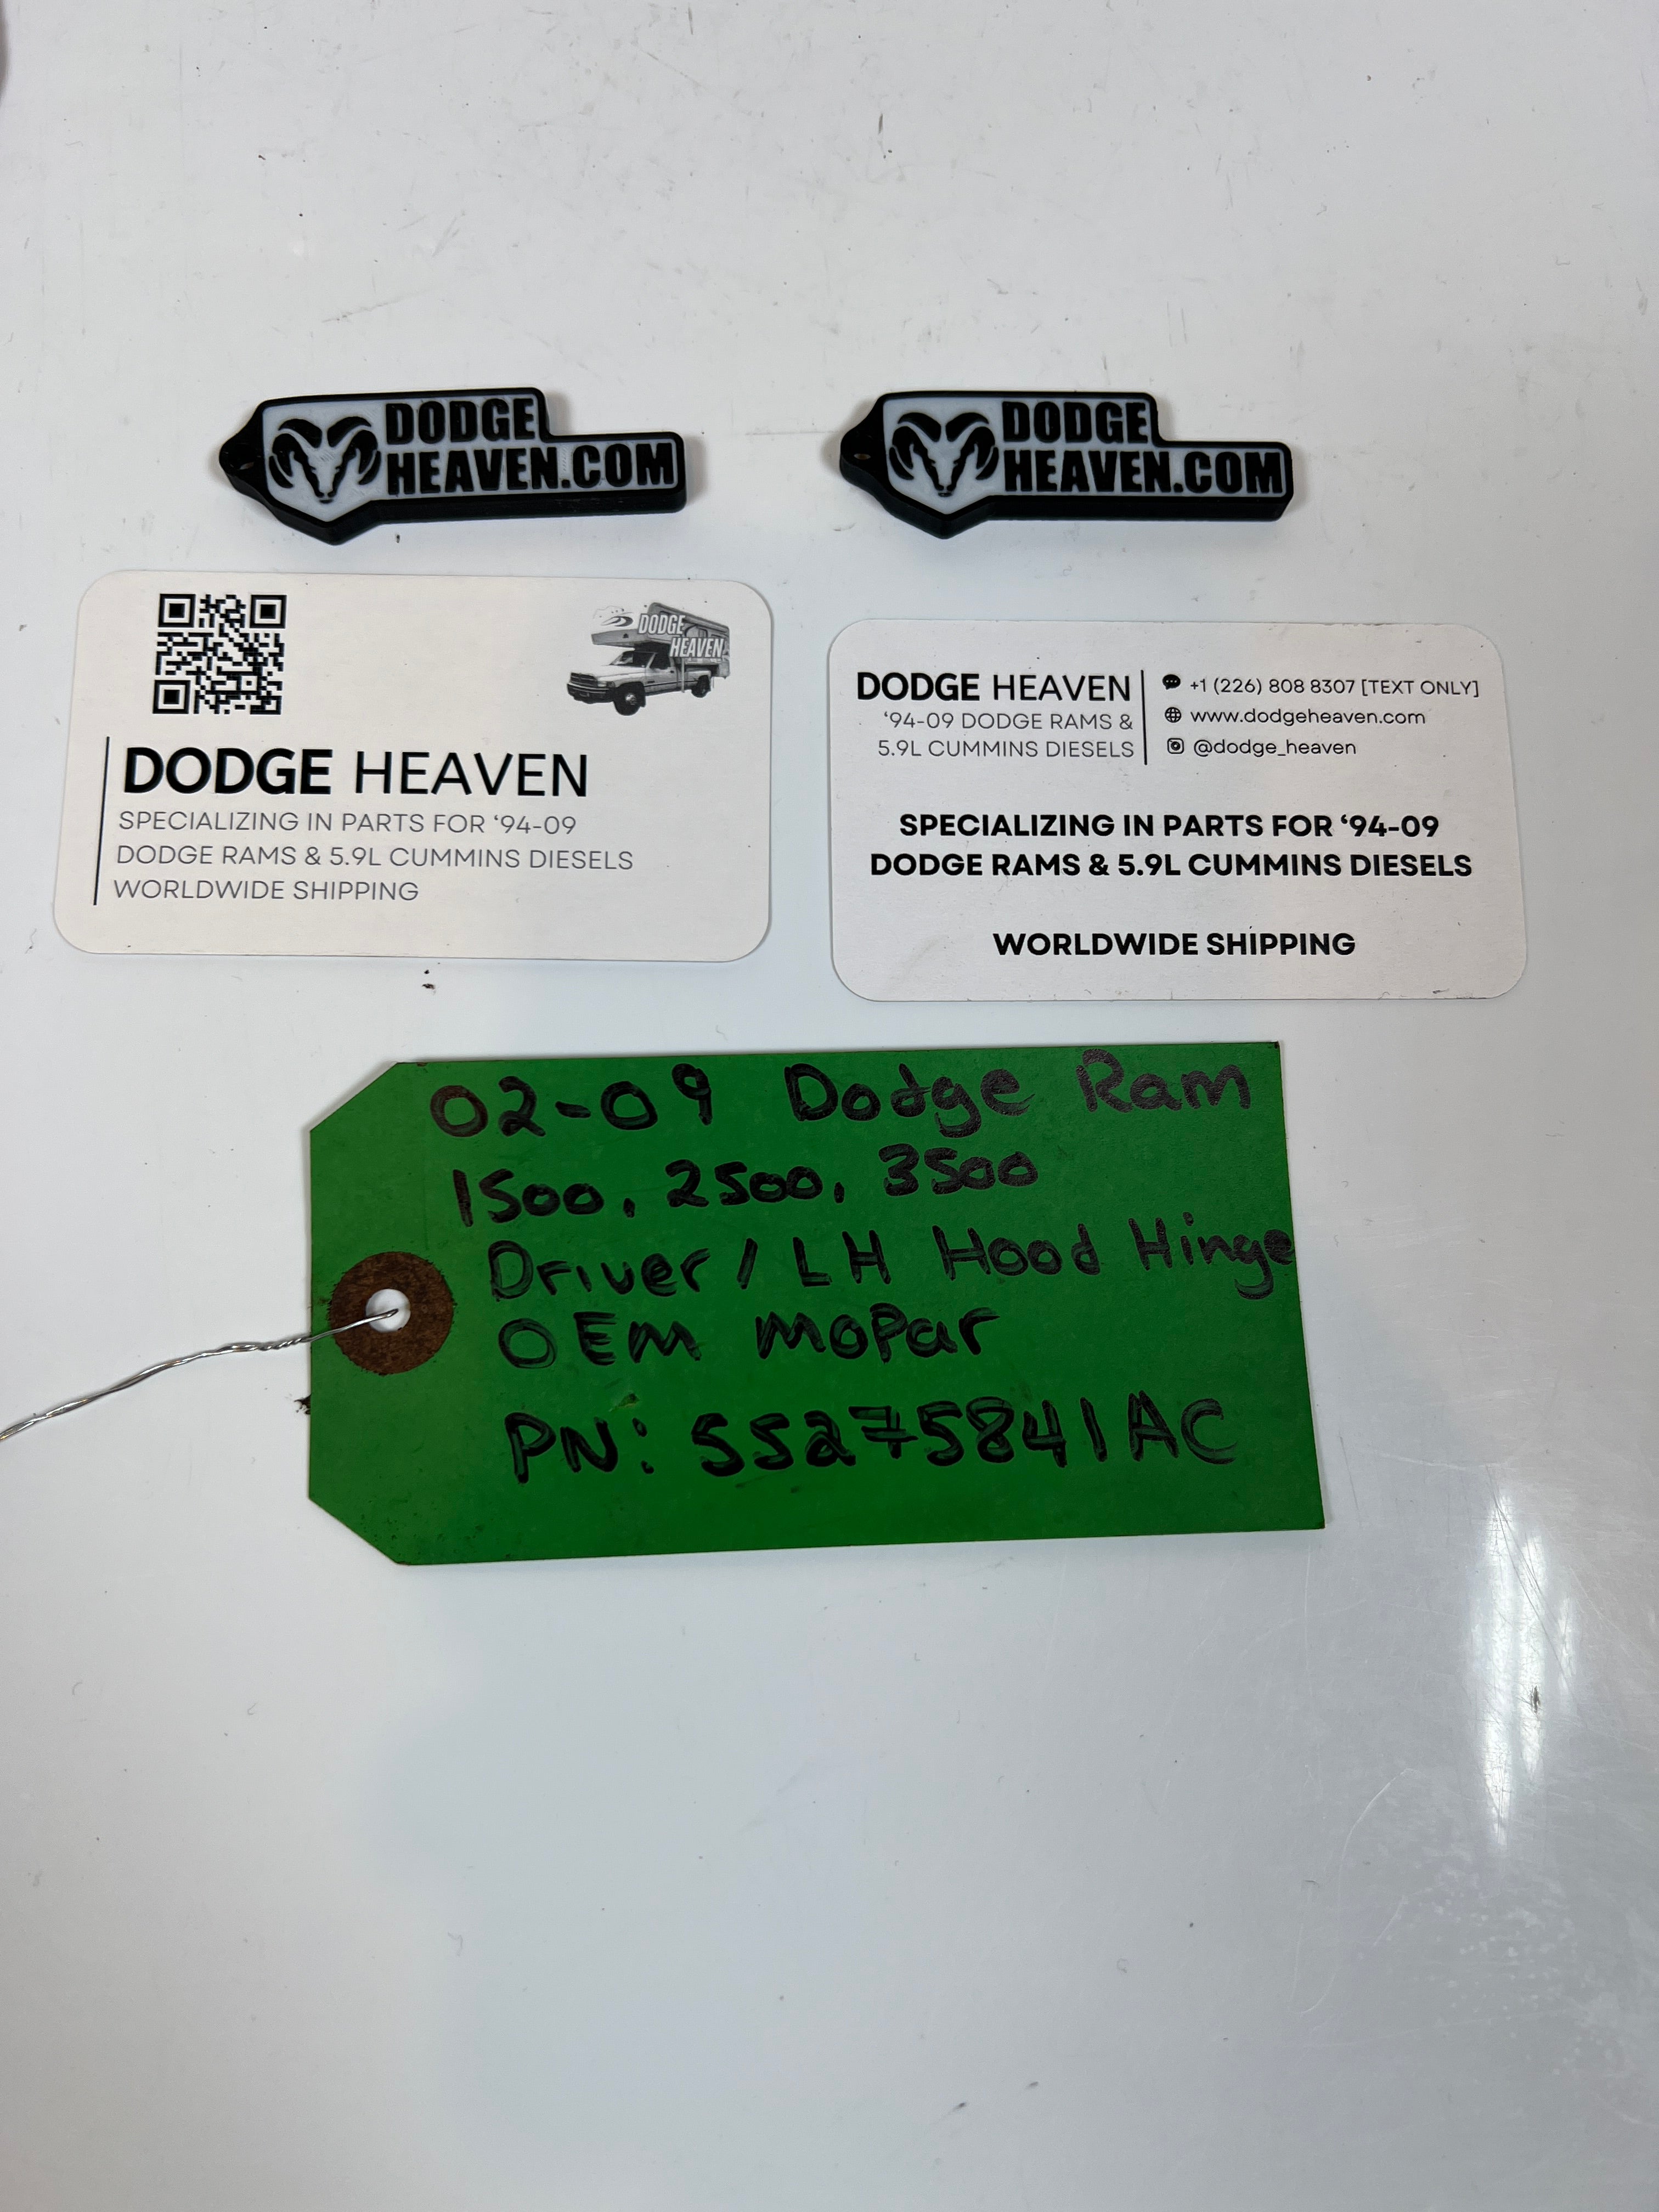 DODGE
HEAVEN.COM
DODGE
HEAVEN.COM
DODGE
HEAVEN
DODGE HEAVEN
SPECIALIZING IN PARTS FOR ‘94-09
DODGE RAMS & 5.9L CUMMINS DIESELS
WORLDWIDE SHIPPING
DODGE HEAVEN
‘94-09 DODGE RAMS &
5.9L CUMMINS DIESELS
+1 (226) 808 8307 [TEXT ONLY]
www.dodgeheaven.com
@dodge_heaven
SPECIALIZING IN PARTS FOR ‘94-09
DODGE RAMS & 5.9L CUMMINS DIESELS
WORLDWIDE SHIPPING
02-09 Dodge Ram
1500, 2500, 3500
Driver / LH Hood Hinge
OEM MoPar
PN: 55275841AC